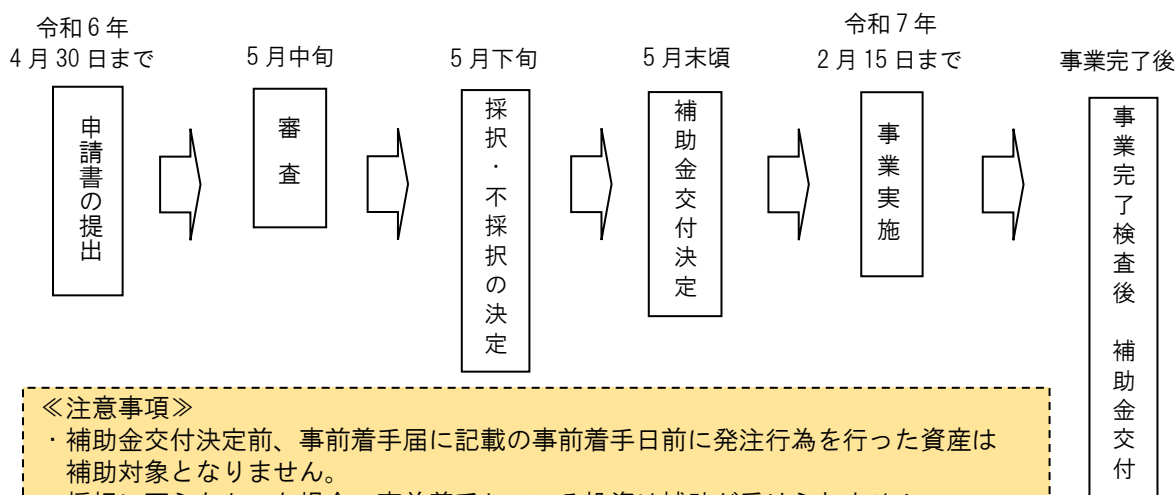 令和6年
4月30日まで
5月中旬
5月下旬
5月末頃
令和7年
2月15日まで
事業完了後
申請書の提出
審査
採択・不採択の決定
補助金交付決定
事業実施
事業完了検査後 補助金交付
≪注意事項≫
・補助金交付決定前、事前着手届に記載の事前着手日前に発注行為を行った資産は
補助対象となりません。